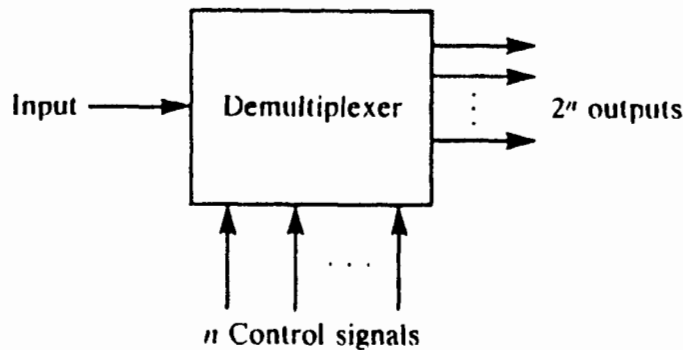 Input
Demultiplexer
2ⁿ outputs
n Control signals